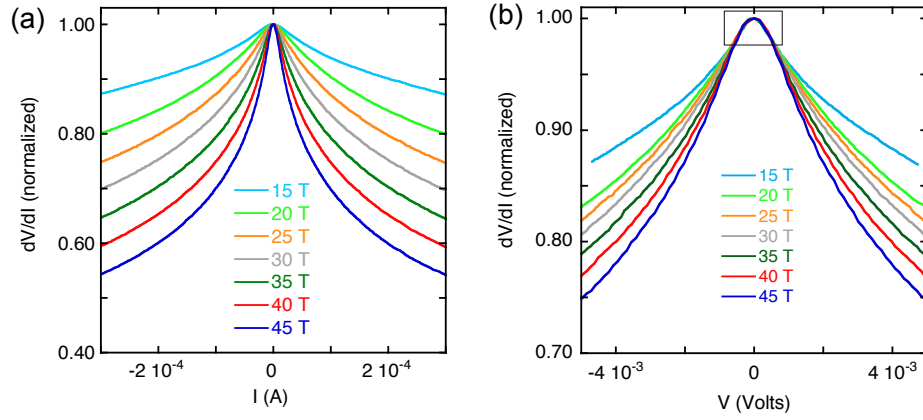 (a)
1.00
0.80
0.60
0.40
dV/dI (normalized)
15 T
20 T
25 T
30 T
35 T
40 T
45 T
-2 10⁻⁴
0
2 10⁻⁴
I (A)
(b)
1.00
0.90
0.80
0.70
dV/dI (normalized)
15 T
20 T
25 T
30 T
35 T
40 T
45 T
-4 10⁻³
0
4 10⁻³
V (Volts)